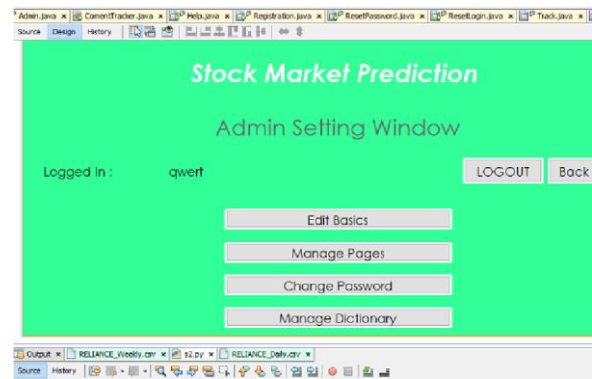 Admin.java x ComentTracker.java x Help.java x Registration.java x ResetPassword.java x ResetLogin.java x Track.java x
Source Design History
Stock Market Prediction
Admin Setting Window
Logged In : qwert LOGOUT Back
Edit Basics
Manage Pages
Change Password
Manage Dictionary
Output x RELIANCE_Weekly.csv x s2.py x RELIANCE_Daily.csv x
Source History